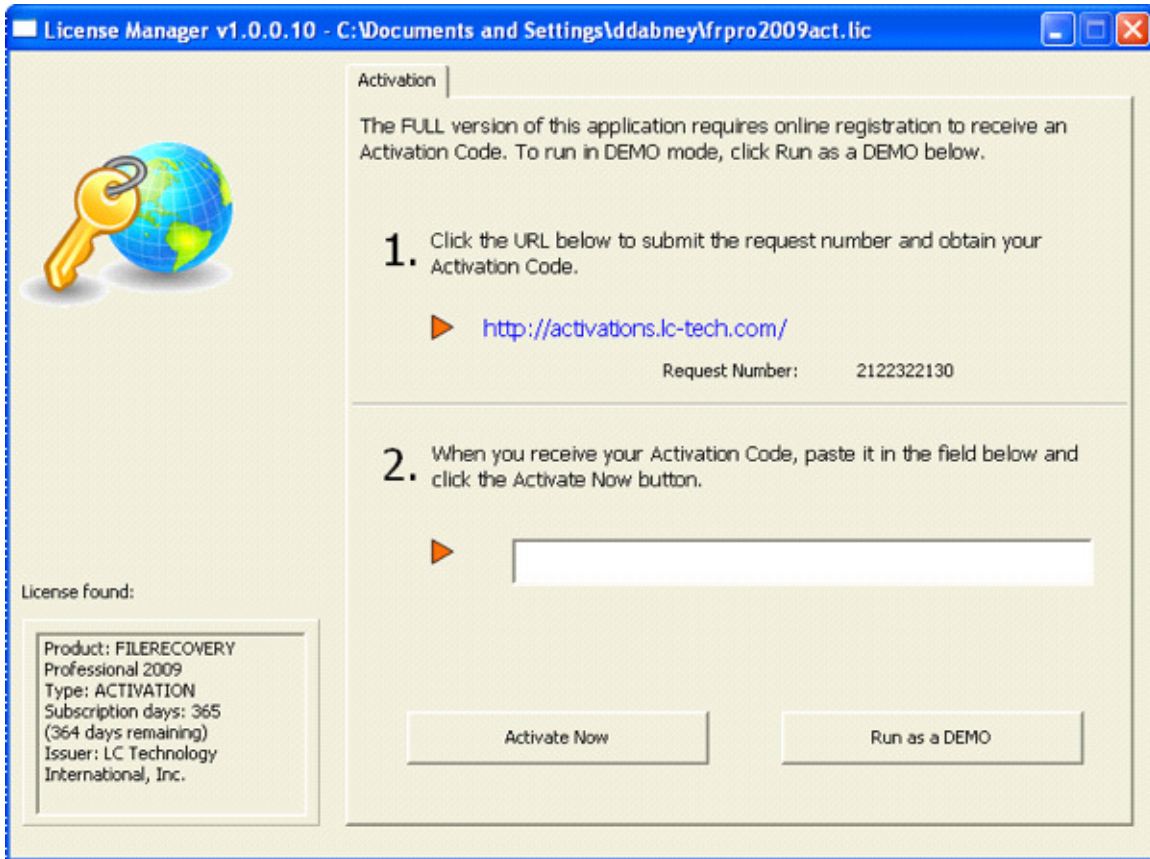 License Manager v1.0.0.10 - C:\Documents and Settings\ddabney\frpro2009act.lic
Activation
The FULL version of this application requires online registration to receive an
Activation Code. To run in DEMO mode, click Run as a DEMO below.
1. Click the URL below to submit the request number and obtain your
Activation Code.
http://activations.lc-tech.com/
Request Number: 2122322130
2. When you receive your Activation Code, paste it in the field below and
click the Activate Now button.
License found:
Product: FILERECOVERY
Professional 2009
Type: ACTIVATION
Subscription days: 365
(364 days remaining)
Issuer: LC Technology
International, Inc.
Activate Now
Run as a DEMO